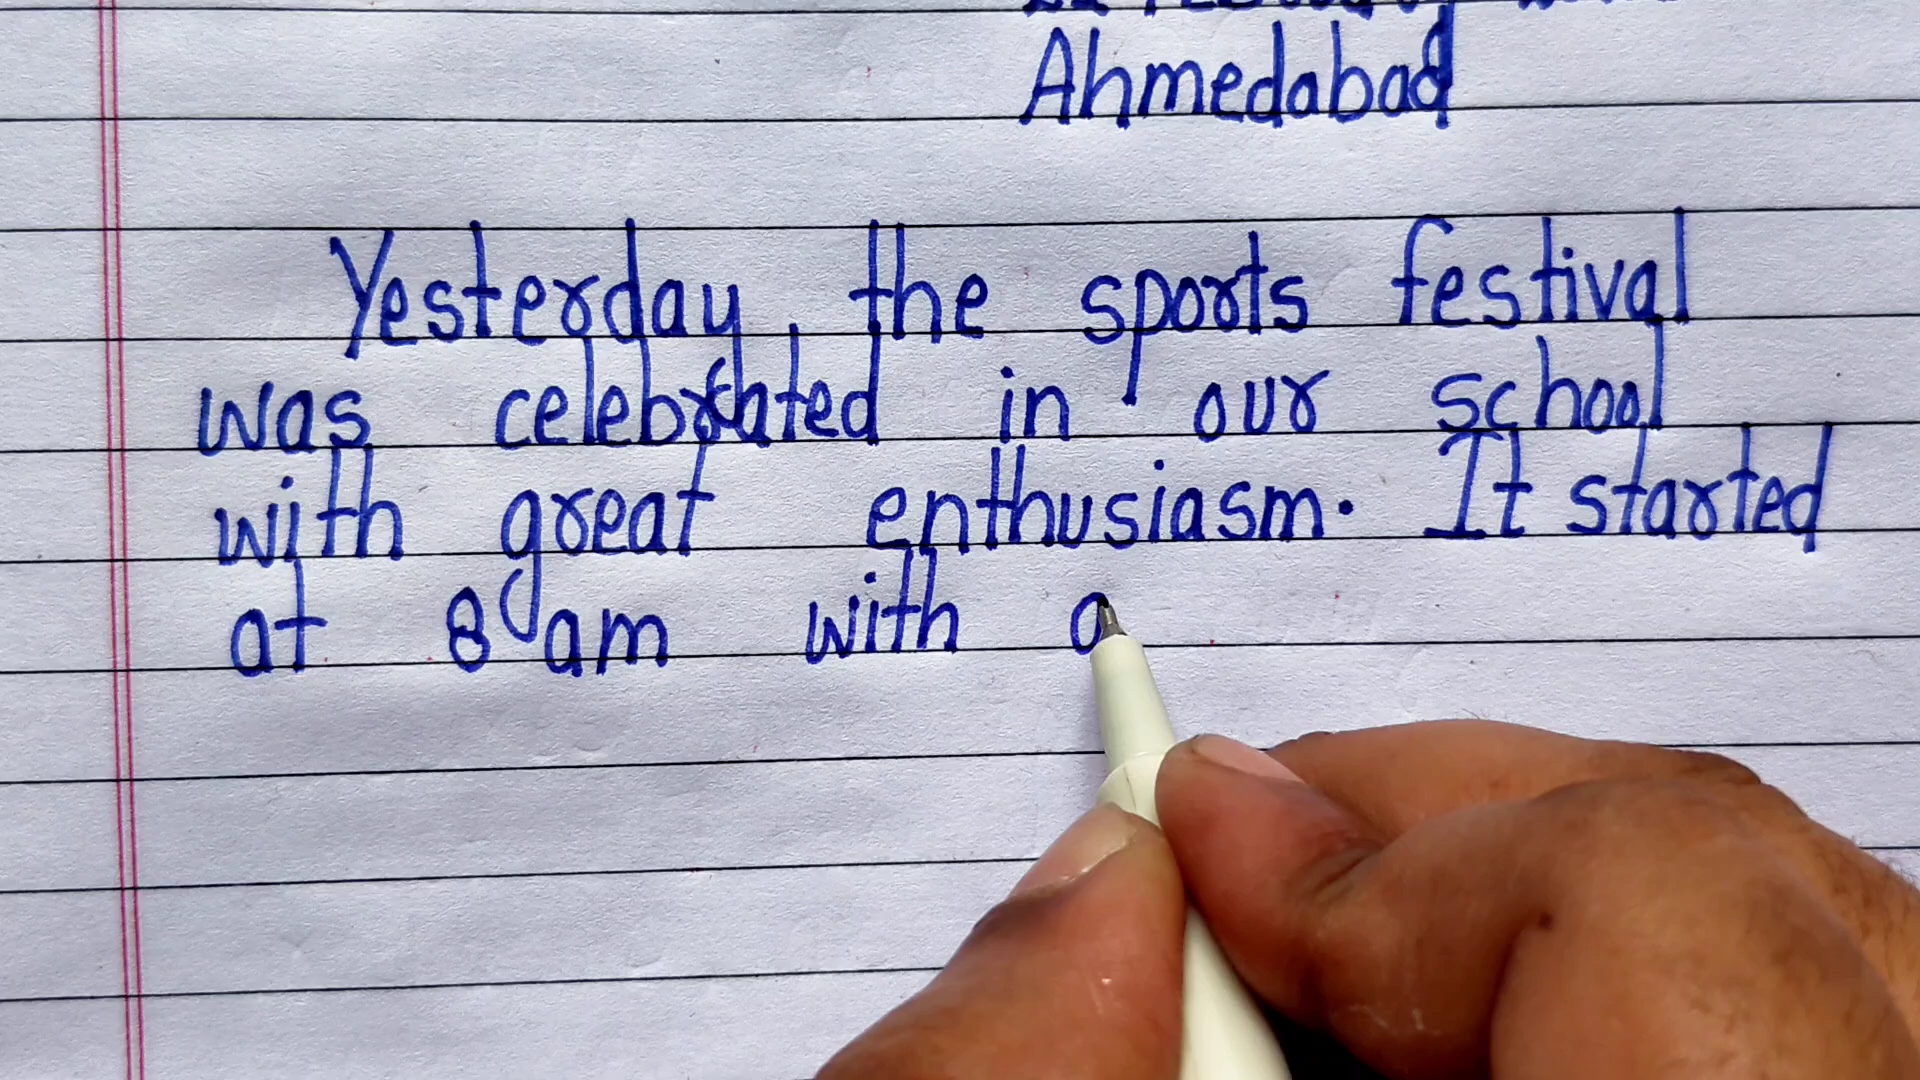 Ahmedabad
Yesterday, the sports festival
was celebrated in our school
with great enthusiasm. It started
at 8 am with a